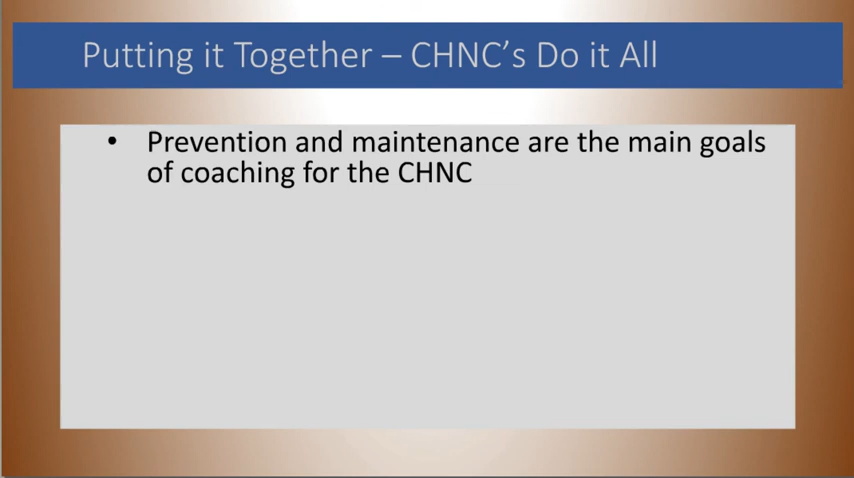 Putting it Together – CHNC’s Do it All
• Prevention and maintenance are the main goals
of coaching for the CHNC